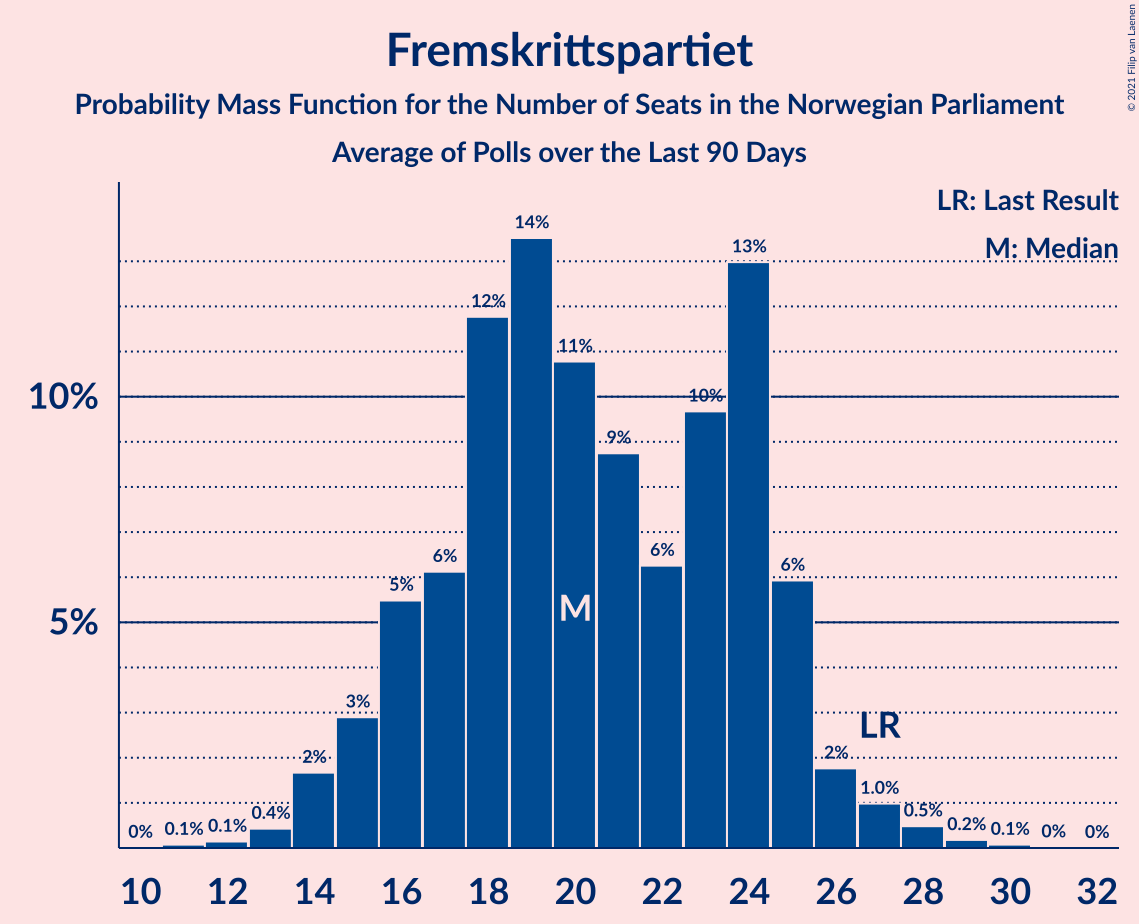 Fremskrittspartiet
Probability Mass Function for the Number of Seats in the Norwegian Parliament
Average of Polls over the Last 90 Days
© 2021 Filip van Laenen
LR: Last Result
M: Median
10%
5%
0% 0.1% 0.1% 0.4% 2% 3% 5% 6% 12% 14% 11% 9% 6% 10% 13% 6% 2% 1.0% 0.5% 0.2% 0.1% 0% 0%
M
LR
10 12 14 16 18 20 22 24 26 28 30 32